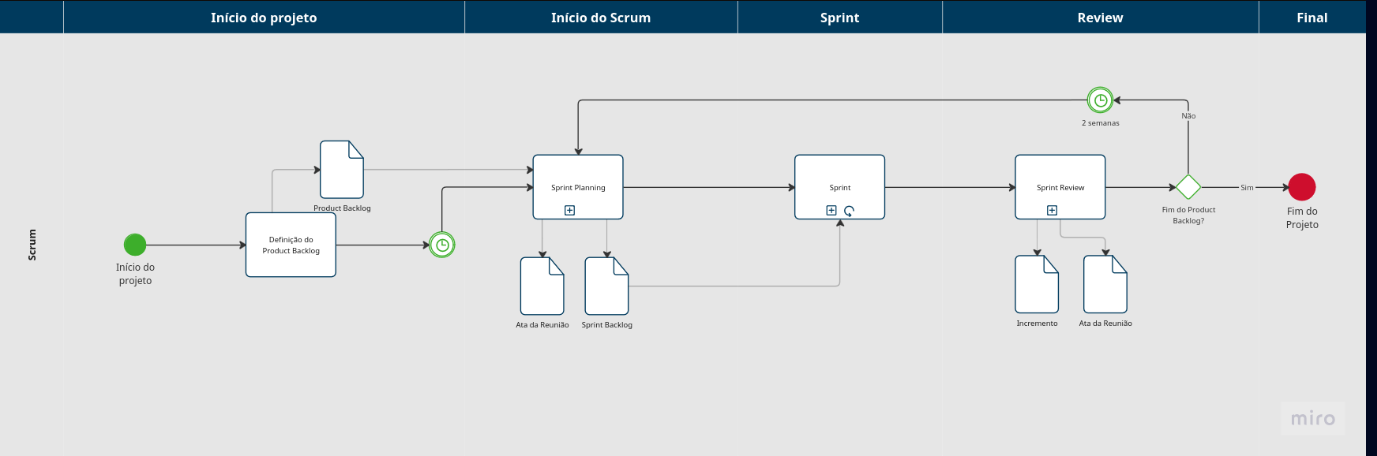 Início do projeto
Início do Scrum
Sprint
Review
Final
Scrum
Início do
projeto
Definição do
Product Backlog
Product Backlog
Sprint Planning
Ata da Reunião
Sprint Backlog
Sprint
Sprint Review
Incremento
Ata da Reunião
2 semanas
Não
Fim do Product
Backlog?
Sim
Fim do
Projeto
miro